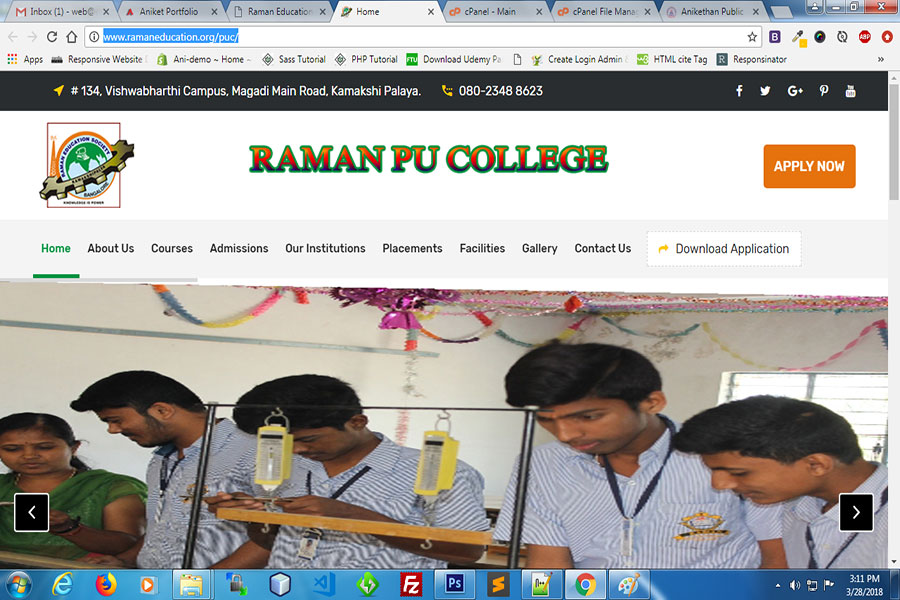 Inbox (1) - web@
Aniket Portfolio
Raman Education
Home
cPanel - Main
cPanel File Mana
Anikethan Public
www.ramaneducation.org/puc/
Apps
Responsive Website
Ani-demo ~ Home -
Sass Tutorial
PHP Tutorial
Download Udemy Pa
Create Login Admin
HTML cite Tag
Responsinator
# 134, Vishwabharthi Campus, Magadi Main Road, Kamakshi Palaya.
080-2348 8623
RAMAN EDUCATION SOCIETY
BANGALORE
KNOWLEDGE IS POWER
RAMAN PU COLLEGE
APPLY NOW
Home
About Us
Courses
Admissions
Our Institutions
Placements
Facilities
Gallery
Contact Us
Download Application
3:11 PM
3/28/2018